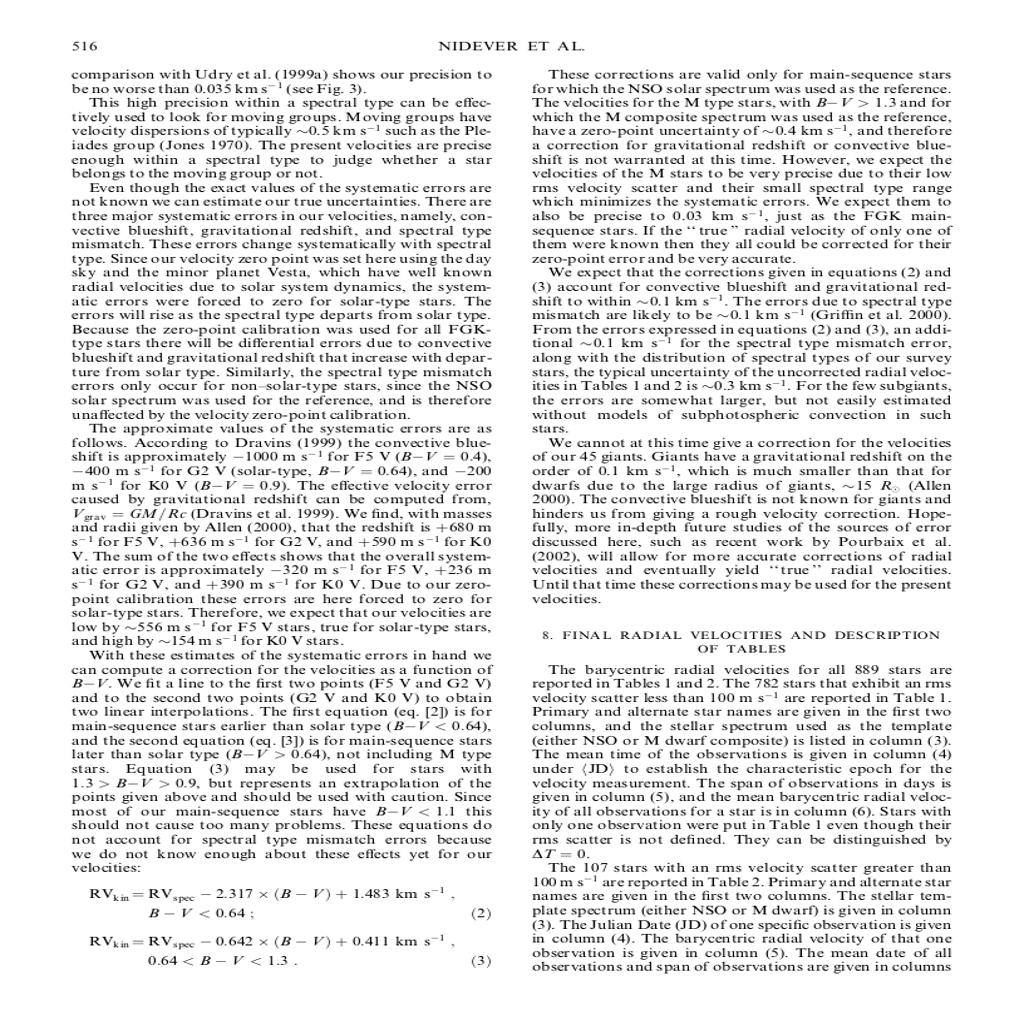 516
NIDEVER ET AL.
comparison with Udry et al. (1999a) shows our precision to
be no worse than 0.035 km s⁻¹ (see Fig. 3).
This high precision within a spectral type can be effec-
tively used to look for moving groups. Moving groups have
velocity dispersions of typically ~0.5 km s⁻¹ such as the Ple-
iades group (Jones 1970). The present velocities are precise
enough within a spectral type to judge whether a star
belongs to the moving group or not.
Even though the exact values of the systematic errors are
not known we can estimate our true uncertainties. There are
three major systematic errors in our velocities, namely, con-
vective blueshift, gravitational redshift, and spectral type
mismatch. These errors change systematically with spectral
type. Since our velocity zero point was set here using the day
sky and the minor planet Vesta, which have well known
radial velocities due to solar system dynamics, the system-
atic errors were forced to zero for solar-type stars. The
errors will rise as the spectral type departs from solar type.
Because the zero-point calibration was used for all FGK-
type stars there will be differential errors due to convective
blueshift and gravitational redshift that increase with depar-
ture from solar type. Similarly, the spectral type mismatch
errors only occur for non–solar-type stars, since the NSO
solar spectrum was used for the reference, and is therefore
unaffected by the velocity zero-point calibration.
The approximate values of the systematic errors are as
follows. According to Dravins (1999) the convective blue-
shift is approximately −1000 m s⁻¹ for F5 V (B−V = 0.4),
−400 m s⁻¹ for G2 V (solar-type, B−V = 0.64), and −200
m s⁻¹ for K0 V (B−V = 0.9). The effective velocity error
caused by gravitational redshift can be computed from,
V_grav = GM/Rc (Dravins et al. 1999). We find, with masses
and radii given by Allen (2000), that the redshift is +680 m
s⁻¹ for F5 V, +636 m s⁻¹ for G2 V, and +590 m s⁻¹ for K0
V. The sum of the two effects shows that the overall system-
atic error is approximately −320 m s⁻¹ for F5 V, +236 m
s⁻¹ for G2 V, and +390 m s⁻¹ for K0 V. Due to our zero-
point calibration these errors are here forced to zero for
solar-type stars. Therefore, we expect that our velocities are
low by ~556 m s⁻¹ for F5 V stars, true for solar-type stars,
and high by ~154 m s⁻¹ for K0 V stars.
With these estimates of the systematic errors in hand we
can compute a correction for the velocities as a function of
B−V. We fit a line to the first two points (F5 V and G2 V)
and to the second two points (G2 V and K0 V) to obtain
two linear interpolations. The first equation (eq. [2]) is for
main-sequence stars earlier than solar type (B−V < 0.64),
and the second equation (eq. [3]) is for main-sequence stars
later than solar type (B−V > 0.64), not including M type
stars. Equation (3) may be used for stars with
1.3 > B−V > 0.9, but represents an extrapolation of the
points given above and should be used with caution. Since
most of our main-sequence stars have B−V < 1.1 this
should not cause too many problems. These equations do
not account for spectral type mismatch errors because
we do not know enough about these effects yet for our
velocities:
RV_kin = RV_spec − 2.317 × (B − V) + 1.483 km s⁻¹ ,
B − V < 0.64 ; (2)
RV_kin = RV_spec − 0.642 × (B − V) + 0.411 km s⁻¹ ,
0.64 < B − V < 1.3 . (3)
These corrections are valid only for main-sequence stars
for which the NSO solar spectrum was used as the reference.
The velocities for the M type stars, with B−V > 1.3 and for
which the M composite spectrum was used as the reference,
have a zero-point uncertainty of ~0.4 km s⁻¹, and therefore
a correction for gravitational redshift or convective blue-
shift is not warranted at this time. However, we expect the
velocities of the M stars to be very precise due to their low
rms velocity scatter and their small spectral type range
which minimizes the systematic errors. We expect them to
also be precise to 0.03 km s⁻¹, just as the FGK main-
sequence stars. If the ‘‘ true ’’ radial velocity of only one of
them were known then they all could be corrected for their
zero-point error and be very accurate.
We expect that the corrections given in equations (2) and
(3) account for convective blueshift and gravitational red-
shift to within ~0.1 km s⁻¹. The errors due to spectral type
mismatch are likely to be ~0.1 km s⁻¹ (Griffin et al. 2000).
From the errors expressed in equations (2) and (3), an addi-
tional ~0.1 km s⁻¹ for the spectral type mismatch error,
along with the distribution of spectral types of our survey
stars, the typical uncertainty of the uncorrected radial veloc-
ities in Tables 1 and 2 is ~0.3 km s⁻¹. For the few subgiants,
the errors are somewhat larger, but not easily estimated
without models of subphotospheric convection in such
stars.
We cannot at this time give a correction for the velocities
of our 45 giants. Giants have a gravitational redshift on the
order of 0.1 km s⁻¹, which is much smaller than that for
dwarfs due to the large radius of giants, ~15 R☉ (Allen
2000). The convective blueshift is not known for giants and
hinders us from giving a rough velocity correction. Hope-
fully, more in-depth future studies of the sources of error
discussed here, such as recent work by Pourbaix et al.
(2002), will allow for more accurate corrections of radial
velocities and eventually yield ‘‘ true ’’ radial velocities.
Until that time these corrections may be used for the present
velocities.
8. FINAL RADIAL VELOCITIES AND DESCRIPTION
OF TABLES
The barycentric radial velocities for all 889 stars are
reported in Tables 1 and 2. The 782 stars that exhibit an rms
velocity scatter less than 100 m s⁻¹ are reported in Table 1.
Primary and alternate star names are given in the first two
columns, and the stellar spectrum used as the template
(either NSO or M dwarf composite) is listed in column (3).
The mean time of the observations is given in column (4)
under ⟨JD⟩ to establish the characteristic epoch for the
velocity measurement. The span of observations in days is
given in column (5), and the mean barycentric radial veloc-
ity of all observations for a star is in column (6). Stars with
only one observation were put in Table 1 even though their
rms scatter is not defined. They can be distinguished by
ΔT = 0.
The 107 stars with an rms velocity scatter greater than
100 m s⁻¹ are reported in Table 2. Primary and alternate star
names are given in the first two columns. The stellar tem-
plate spectrum (either NSO or M dwarf) is given in column
(3). The Julian Date (JD) of one specific observation is given
in column (4). The barycentric radial velocity of that one
observation is given in column (5). The mean date of all
observations and span of observations are given in columns